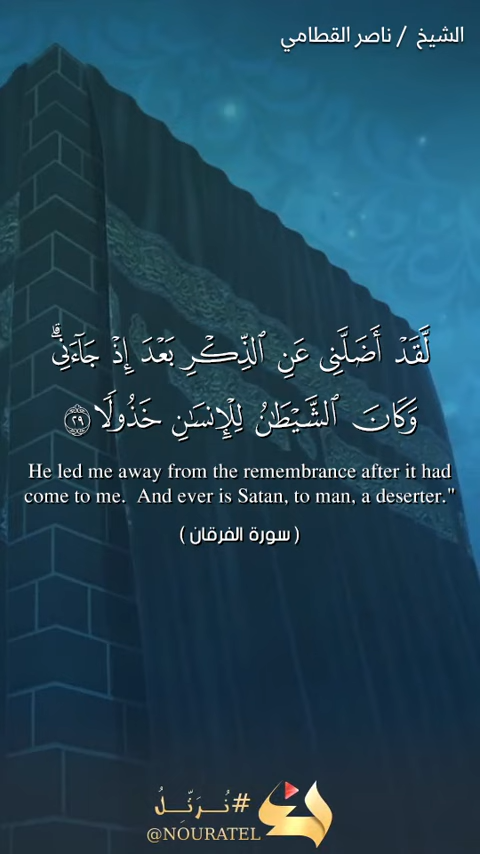 الشيخ / ناصر القطامي
لَّقَدْ أَضَلَّنِى عَنِ ٱلذِّكْرِ بَعْدَ إِذْ جَآءَنِىۗ
وَكَانَ ٱلشَّيْطَٰنُ لِلْإِنسَٰنِ خَذُولًا ٢٩
He led me away from the remembrance after it had
come to me.  And ever is Satan, to man, a deserter."
( سورة الفرقان )
#نُـرَتِّـلُ
@NOURATEL